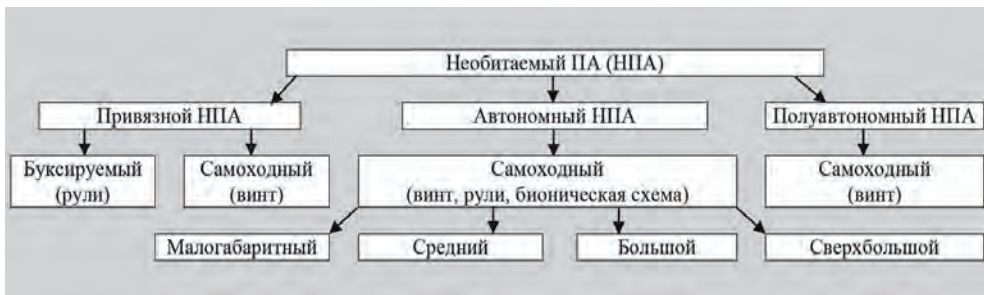 Необитаемый ПА (НПА)
Привязной НПА
Автономный НПА
Полуавтономный НПА
Буксируемый
(рули)
Самоходный
(винт)
Самоходный
(винт, рули, бионическая схема)
Самоходный
(винт)
Малогабаритный
Средний
Большой
Сверхбольшой